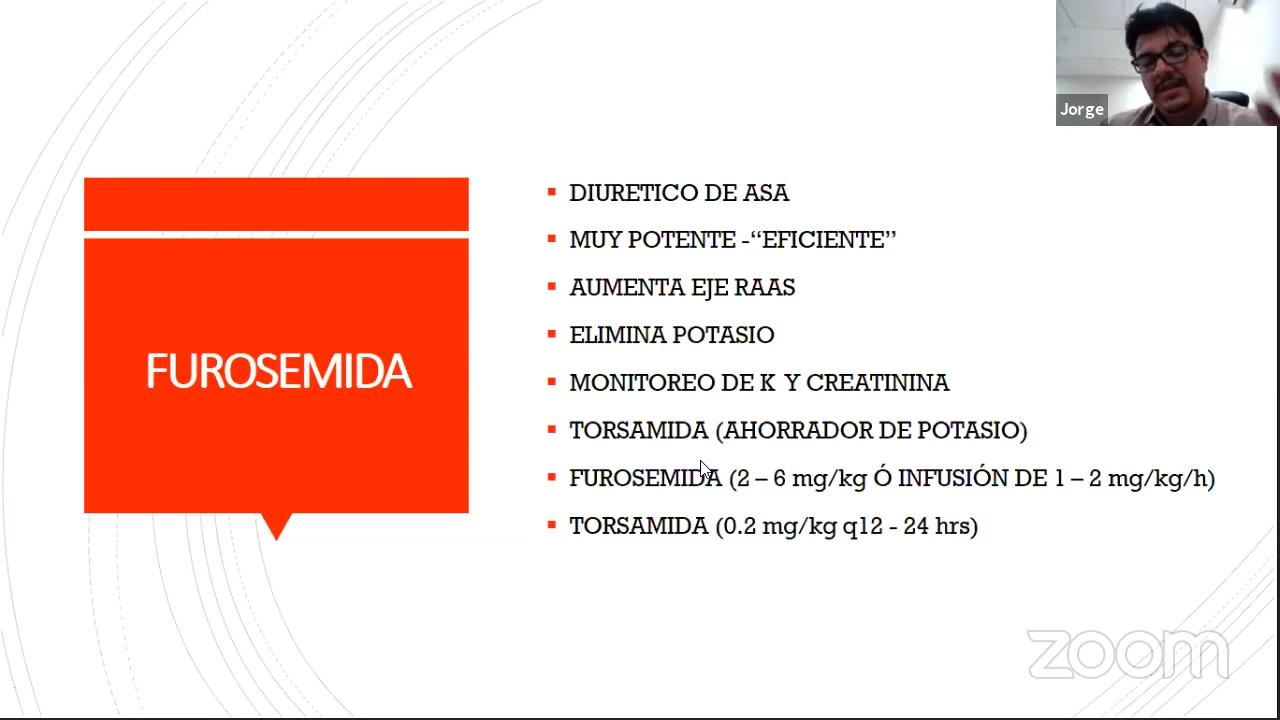 Jorge
FUROSEMIDA
DIURETICO DE ASA
MUY POTENTE -“EFICIENTE”
AUMENTA EJE RAAS
ELIMINA POTASIO
MONITOREO DE K Y CREATININA
TORSAMIDA (AHORRADOR DE POTASIO)
FUROSEMIDA (2 – 6 mg/kg Ó INFUSIÓN DE 1 – 2 mg/kg/h)
TORSAMIDA (0.2 mg/kg q12 - 24 hrs)
zoom